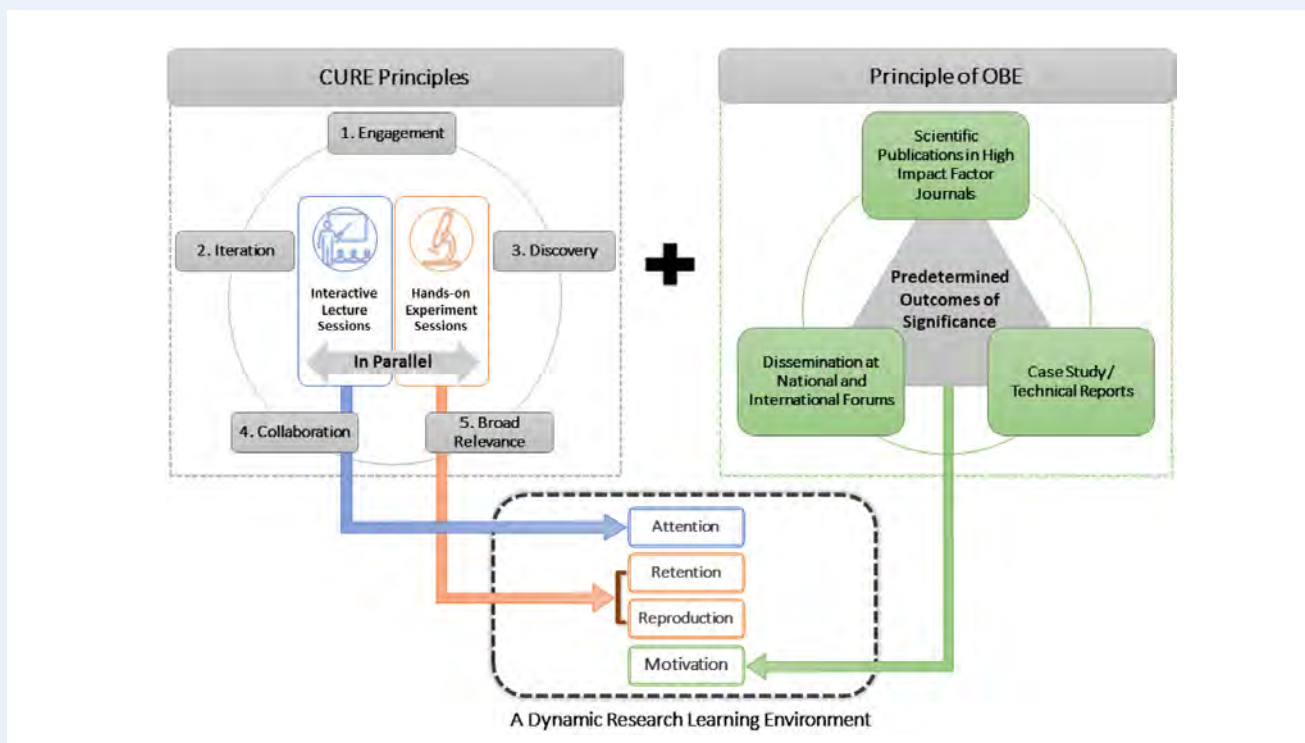 CURE Principles
1. Engagement
2. Iteration
3. Discovery
Interactive
Lecture
Sessions
Hands-on
Experiment
Sessions
In Parallel
4. Collaboration
5. Broad
Relevance
Principle of OBE
Scientific
Publications in High
Impact Factor
Journals
Predetermined
Outcomes of
Significance
Dissemination at
National and
International Forums
Case Study/
Technical Reports
Attention
Retention
Reproduction
Motivation
A Dynamic Research Learning Environment